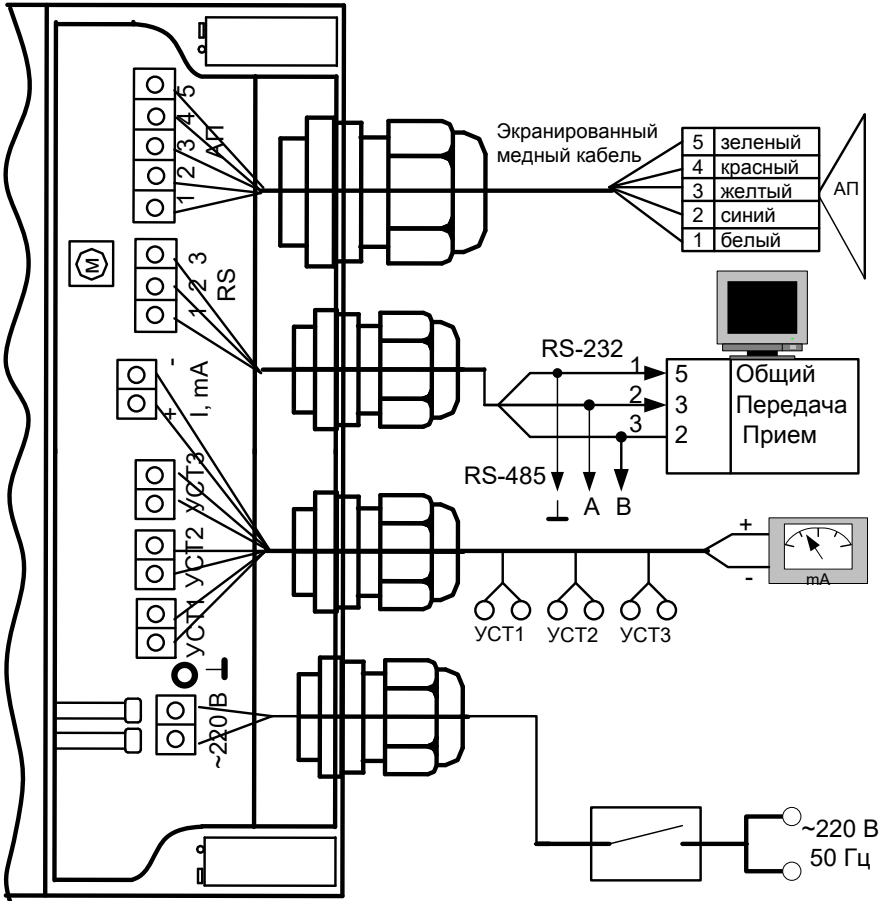 5
4
3
2
1
АП
Экранированный
медный кабель
5 зеленый
4 красный
3 желтый
2 синий
1 белый
АП
М
3
2
1
RS
RS-232
1
2
3
5 Общий
3 Передача
2 Прием
RS-485
A B
-
+
I, mA
УСТ3
УСТ2
УСТ1
+
-
mA
УСТ1 УСТ2 УСТ3
~220 В
~220 В
50 Гц